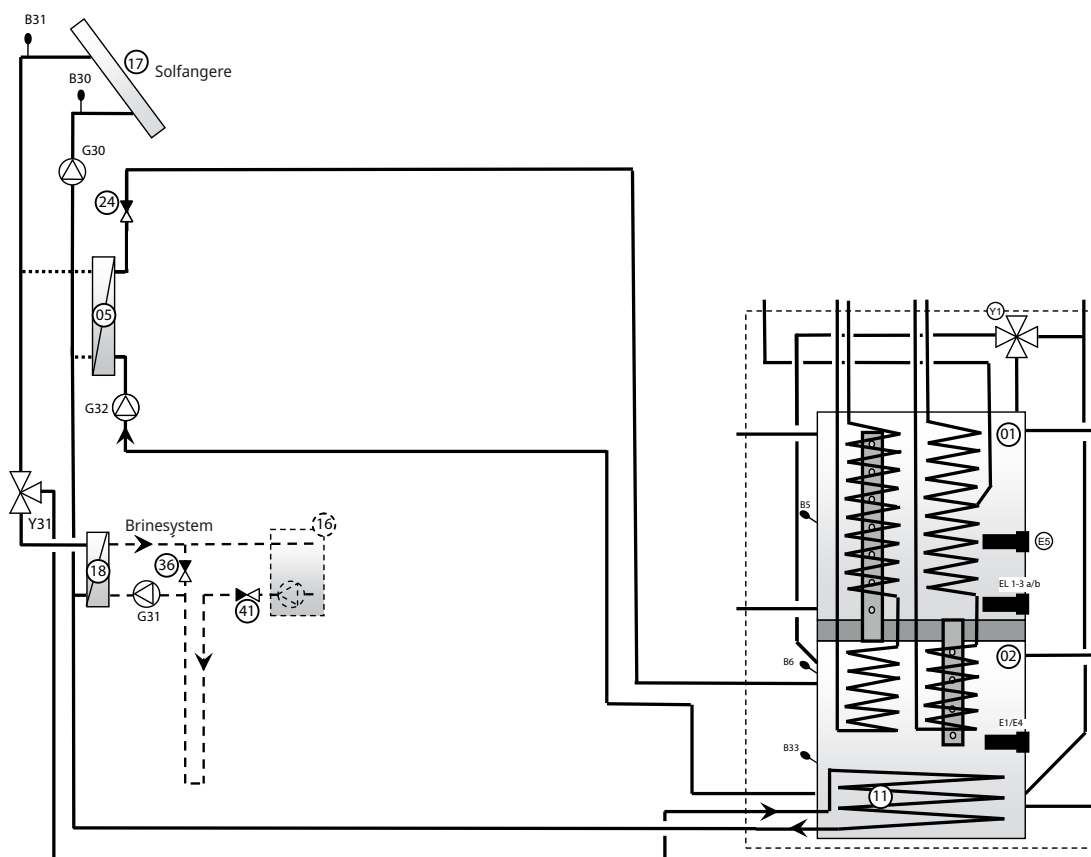 B31
17
Solfangere
B30
G30
24
05
G32
Y1
01
B5
E5
Y31
Brinesystem
16
36
18
41
G31
EL 1-3 a/b
02
B6
E1/E4
B33
11